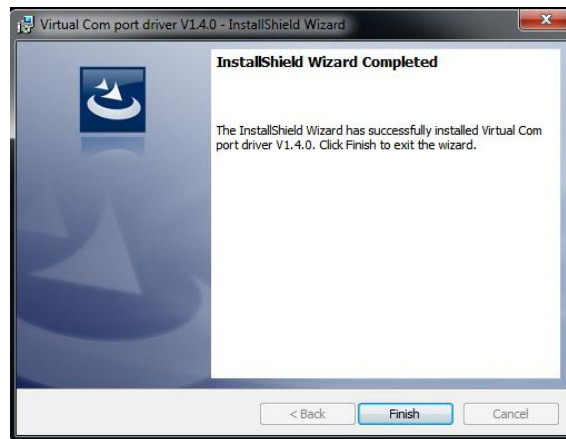 Virtual Com port driver V1.4.0 - InstallShield Wizard
InstallShield Wizard Completed
The InstallShield Wizard has successfully installed Virtual Com
port driver V1.4.0. Click Finish to exit the wizard.
< Back Finish Cancel